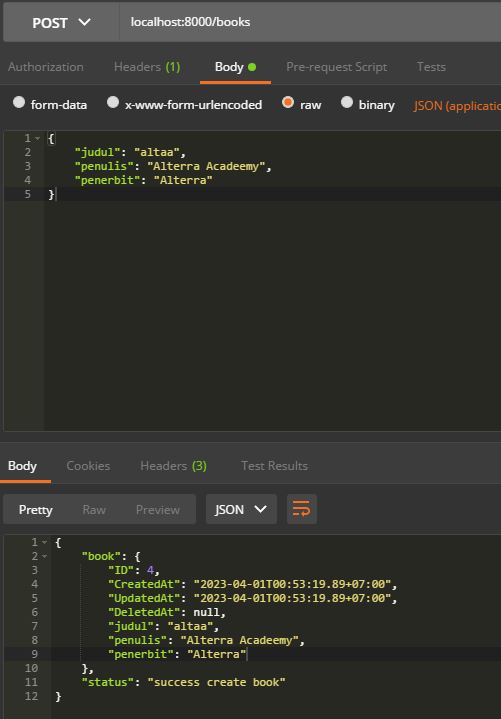 POST localhost:8000/books
Authorization Headers (1) Body Pre-request Script Tests
form-data x-www-form-urlencoded raw binary JSON (applicatio
1 {
2 "judul": "altaa",
3 "penulis": "Alterra Acadeemy",
4 "penerbit": "Alterra"
5 }
Body Cookies Headers (3) Test Results
Pretty Raw Preview JSON
1 {
2 "book": {
3 "ID": 4,
4 "CreatedAt": "2023-04-01T00:53:19.89+07:00",
5 "UpdatedAt": "2023-04-01T00:53:19.89+07:00",
6 "DeletedAt": null,
7 "judul": "altaa",
8 "penulis": "Alterra Acadeemy",
9 "penerbit": "Alterra"
10 },
11 "status": "success create book"
12 }